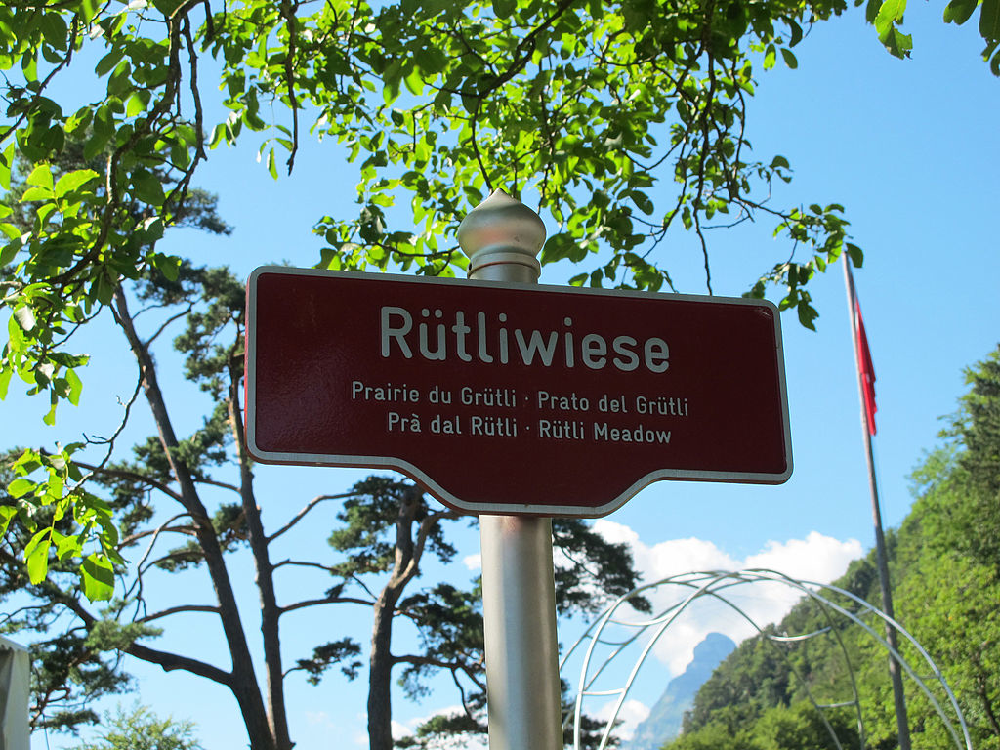 Rütliwiese
Prairie du Grütli · Prato del Grütli
Prà dal Rütli · Rütli Meadow